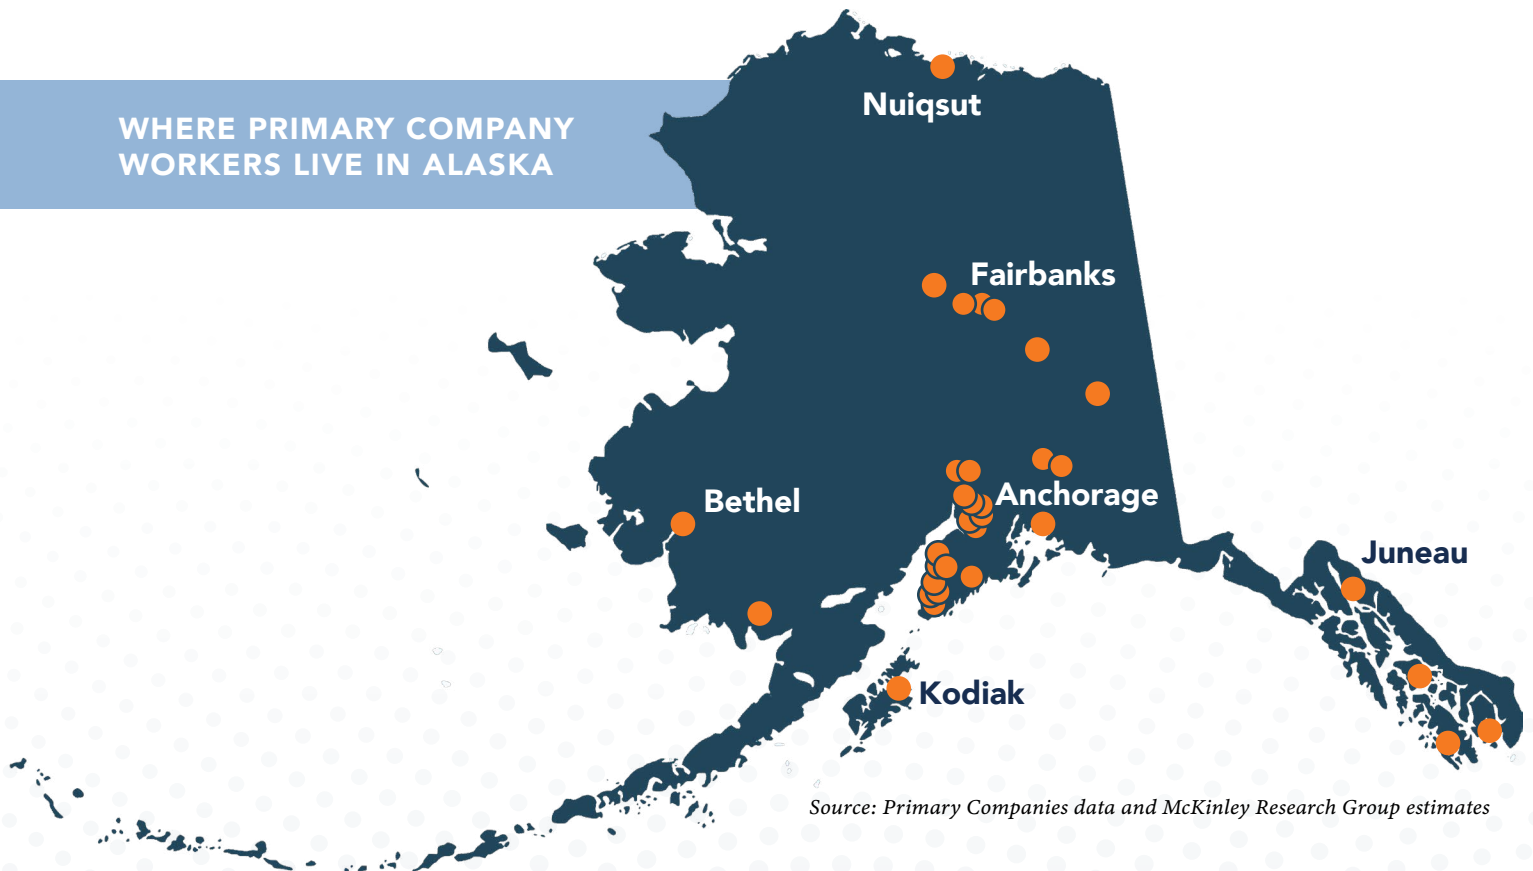 WHERE PRIMARY COMPANY
WORKERS LIVE IN ALASKA
Nuiqsut
Fairbanks
Anchorage
Bethel
Juneau
Kodiak
Source: Primary Companies data and McKinley Research Group estimates